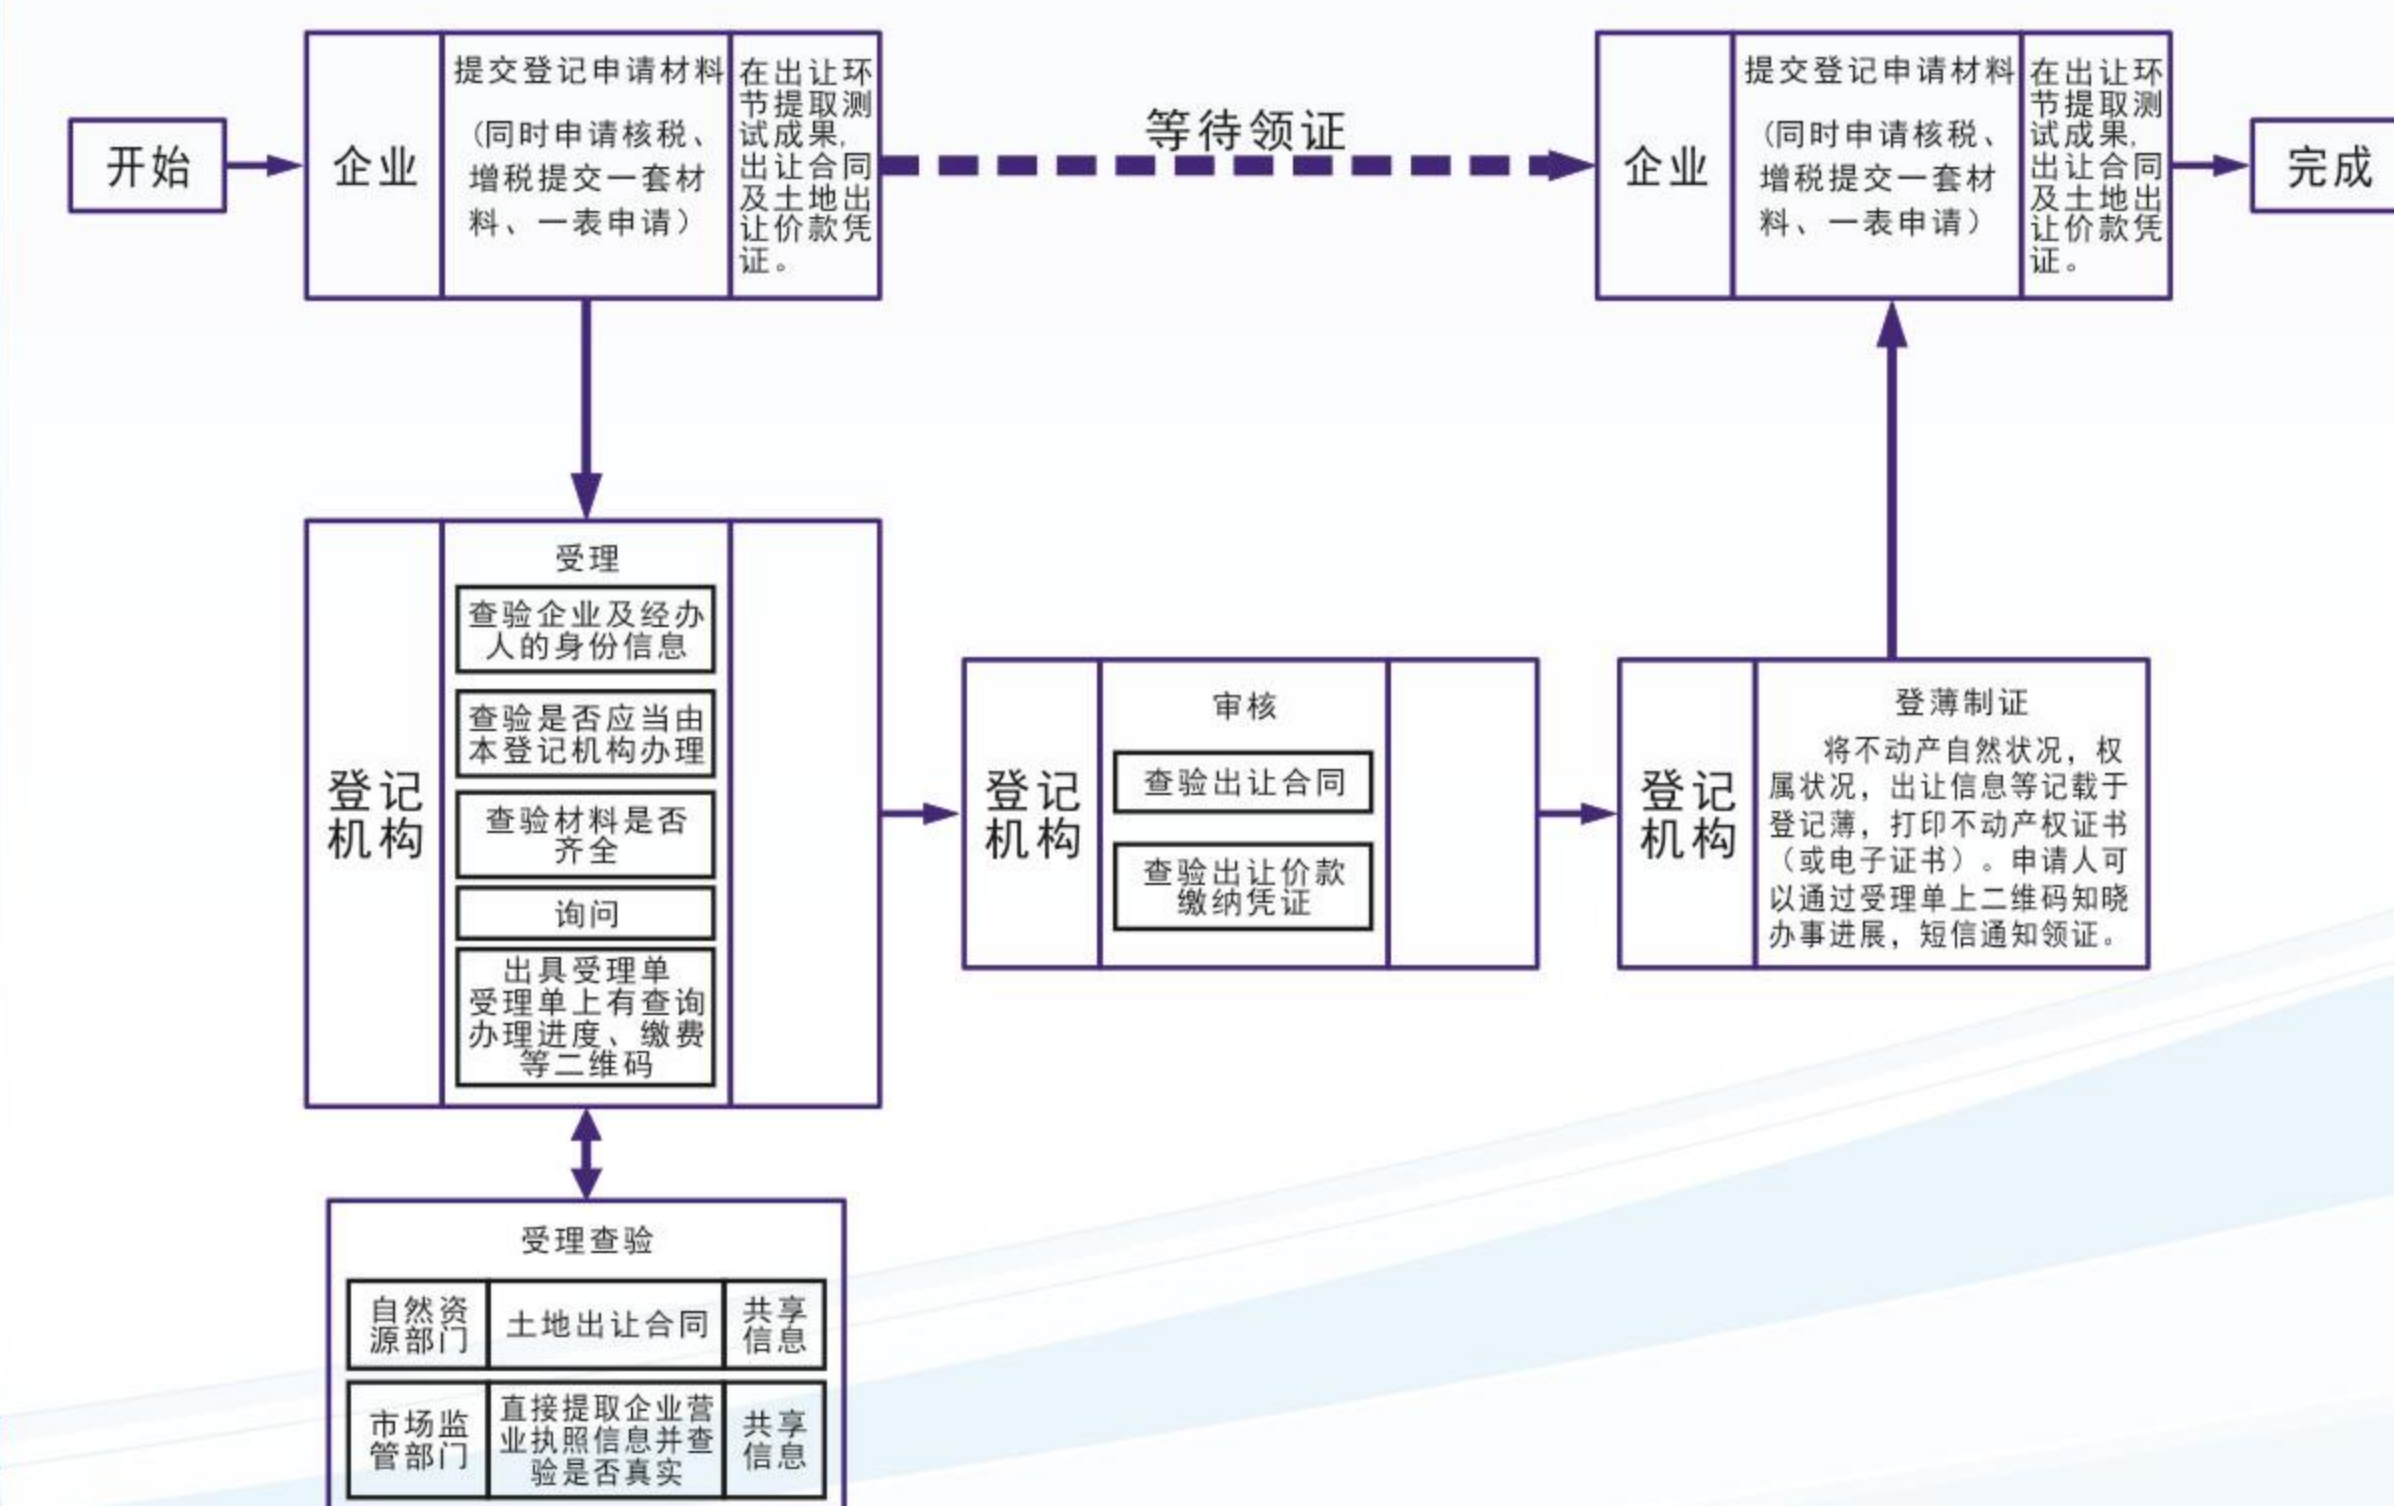 开始
企业
提交登记申请材料
(同时申请核税、
增税提交一套材
料、一表申请）
在出让环
节提取测
试成果,
出让合同
及土地出
让价款凭
证。
等待领证
企业
提交登记申请材料
(同时申请核税、
增税提交一套材
料、一表申请）
在出让环
节提取测
试成果,
出让合同
及土地出
让价款凭
证。
完成
登记
机构
受理
查验企业及经办
人的身份信息
查验是否应当由
本登记机构办理
查验材料是否
齐全
询问
出具受理单
受理单上有查询
办理进度、缴费
等二维码
登记
机构
审核
查验出让合同
查验出让价款
缴纳凭证
登记
机构
登薄制证
将不动产自然状况，权
属状况，出让信息等记载于
登记薄，打印不动产权证书
（或电子证书）。申请人可
以通过受理单上二维码知晓
办事进展，短信通知领证。
受理查验
自然资
源部门
土地出让合同
共享
信息
市场监
管部门
直接提取企业营
业执照信息并查
验是否真实
共享
信息